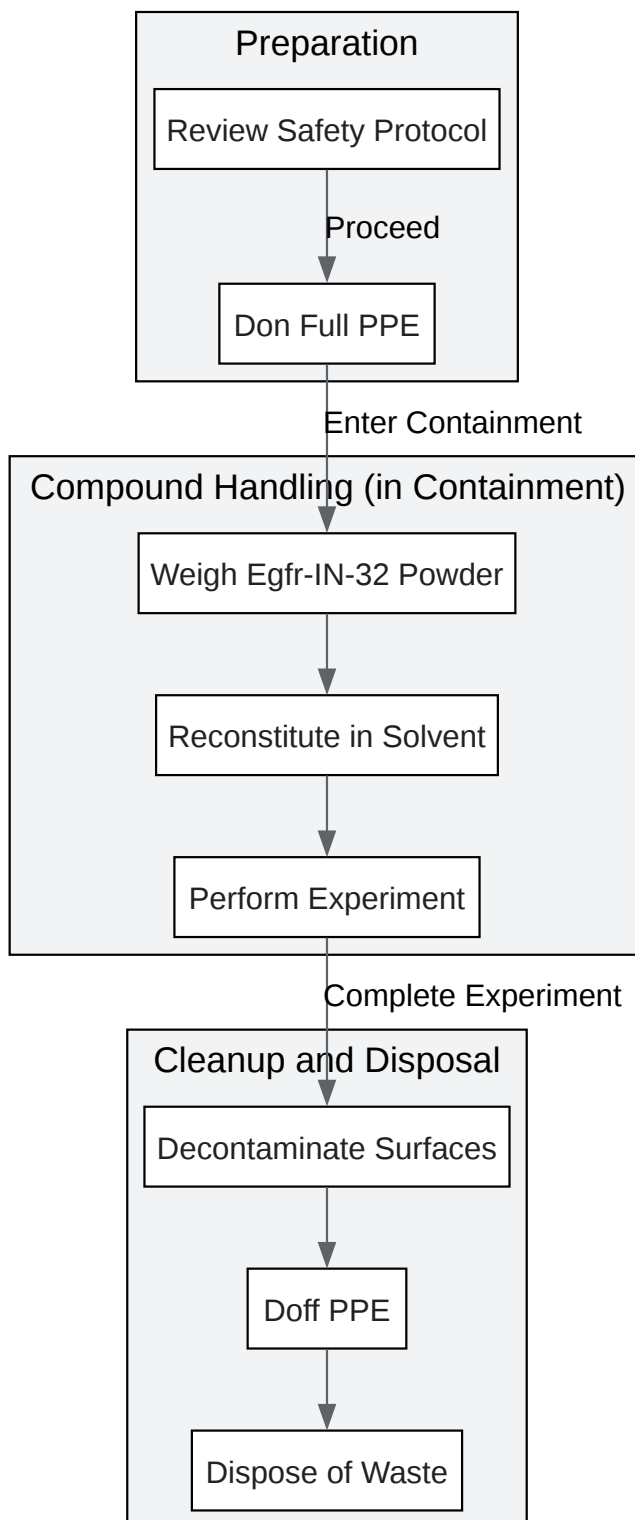 Preparation
Review Safety Protocol
Proceed
Don Full PPE
Enter Containment
Compound Handling (in Containment)
Weigh Egfr-IN-32 Powder
Reconstitute in Solvent
Perform Experiment
Complete Experiment
Cleanup and Disposal
Decontaminate Surfaces
Doff PPE
Dispose of Waste